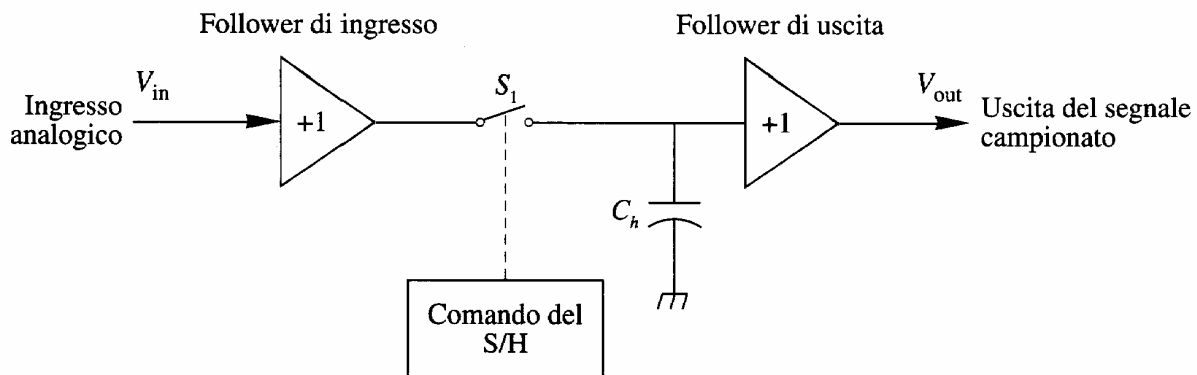 Follower di ingresso
Follower di uscita
V_in
S_1
V_out
Ingresso
analogico
+1
+1
Uscita del segnale
campionato
C_h
Comando del
S/H